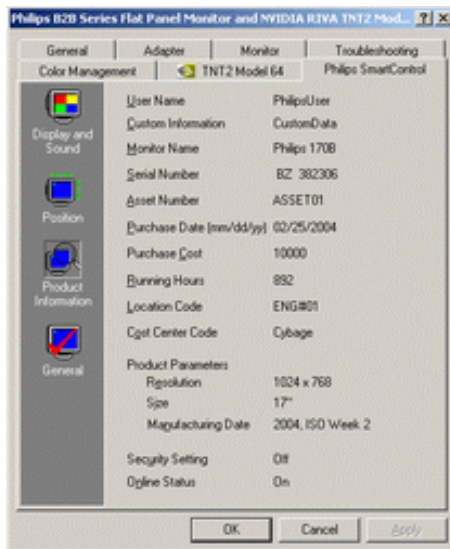 Philips B2B Series Flat Panel Monitor and NVIDIA RIVA TNT2 Mod... ? X
General Adapter Monitor Troubleshooting
Color Management TNT2 Model 64 Philips SmartControl
Display and Sound
Position
Product Information
General
User Name PhilipsUser
Custom Information CustomData
Monitor Name Philips 170B
Serial Number BZ 382306
Asset Number ASSET01
Purchase Date (mm/dd/yy) 02/25/2004
Purchase Cost 10000
Running Hours 892
Location Code ENG#01
Cost Center Code Cybage
Product Parameters
Resolution 1024 x 768
Size 17"
Manufacturing Date 2004, ISO Week 2
Security Setting Off
Online Status On
OK Cancel Apply